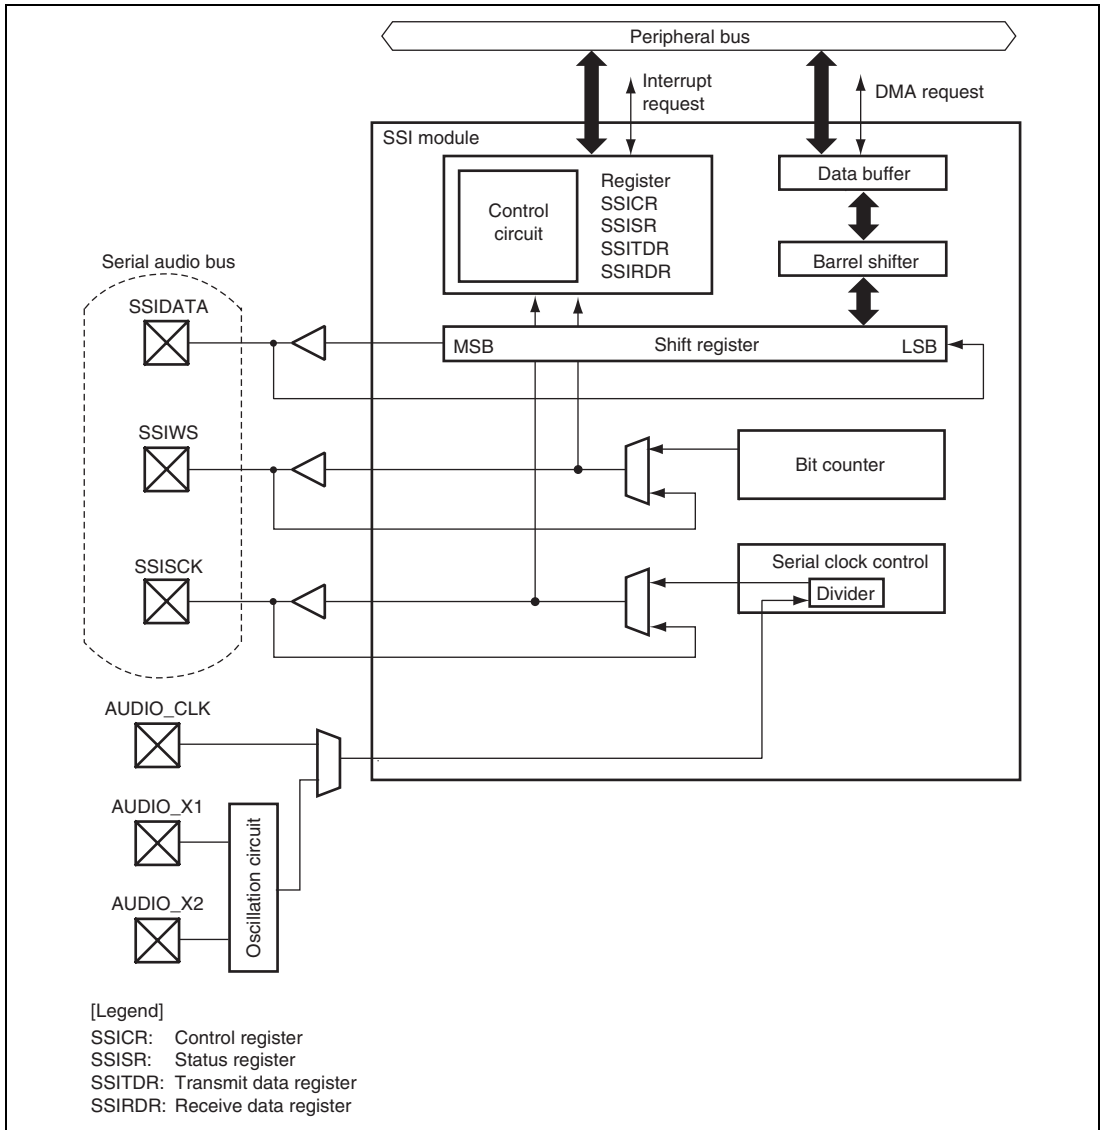 Peripheral bus
Interrupt
request
DMA request
SSI module
Register
SSICR
SSISR
SSITDR
SSIRDR
Control
circuit
Data buffer
Barrel shifter
Serial audio bus
SSIDATA
MSB
Shift register
LSB
SSIWS
Bit counter
SSISCK
Serial clock control
Divider
AUDIO_CLK
AUDIO_X1
AUDIO_X2
Oscillation circuit
[Legend]
SSICR: Control register
SSISR: Status register
SSITDR: Transmit data register
SSIRDR: Receive data register